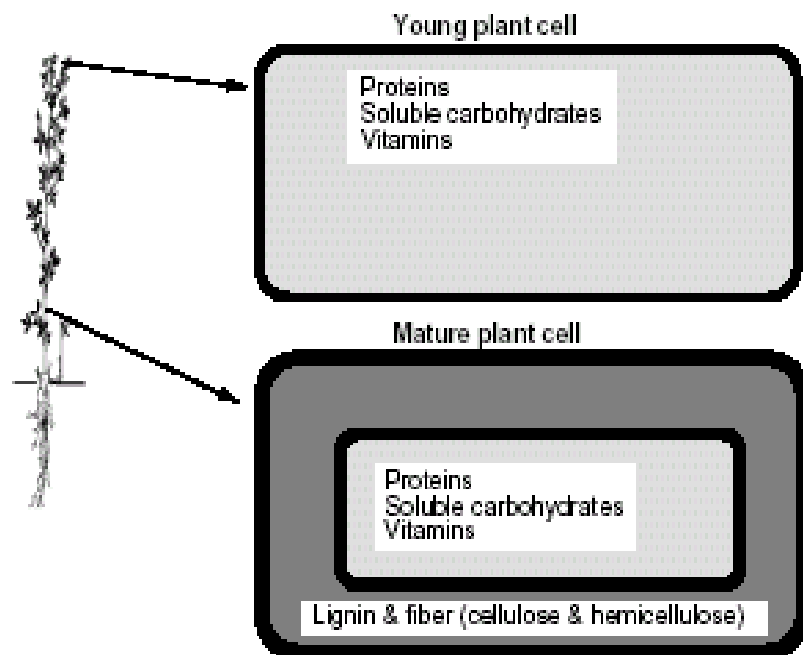 Young plant cell
Proteins
Soluble carbohydrates
Vitamins
Mature plant cell
Proteins
Soluble carbohydrates
Vitamins
Lignin & fiber (cellulose & hemicellulose)